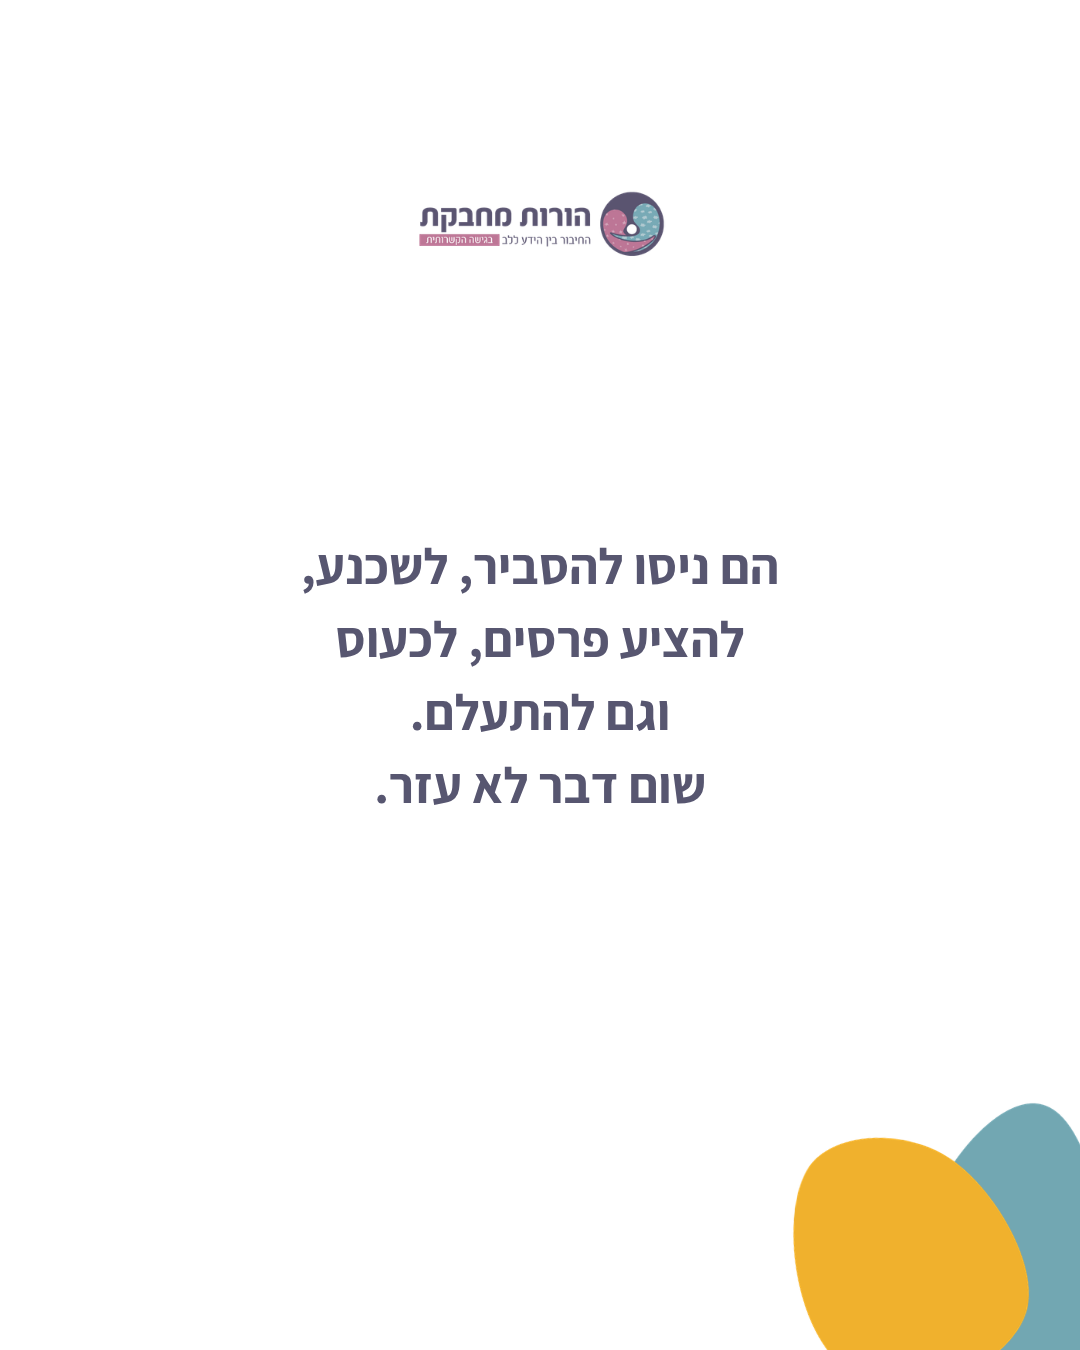 הורות מחבקת
החיבור בין הידע ללב בגישה הקשרותית
הם ניסו להסביר, לשכנע,
להציע פרסים, לכעוס
וגם להתעלם.
שום דבר לא עזר.